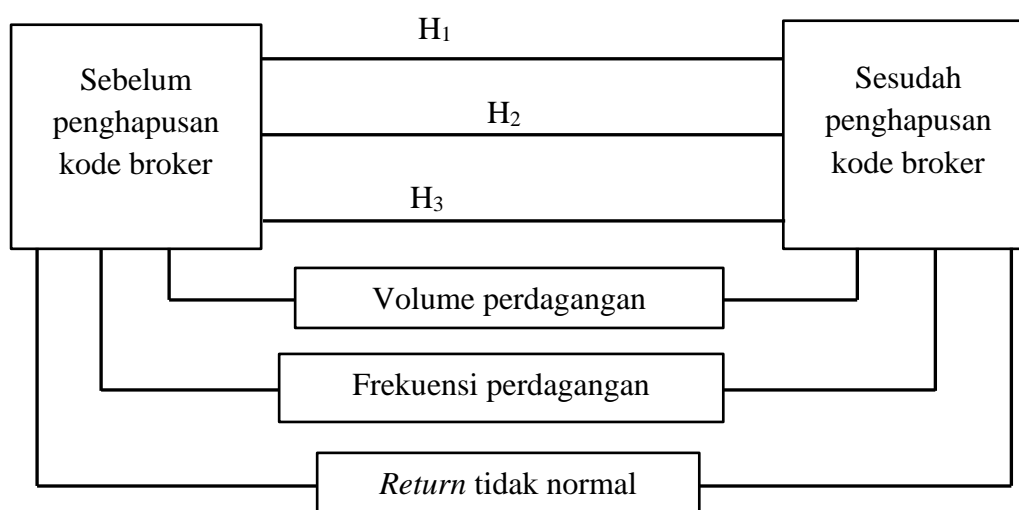 H₁
Sebelum
penghapusan
kode broker
Sesudah
penghapusan
kode broker
H₂
H₃
Volume perdagangan
Frekuensi perdagangan
Return tidak normal